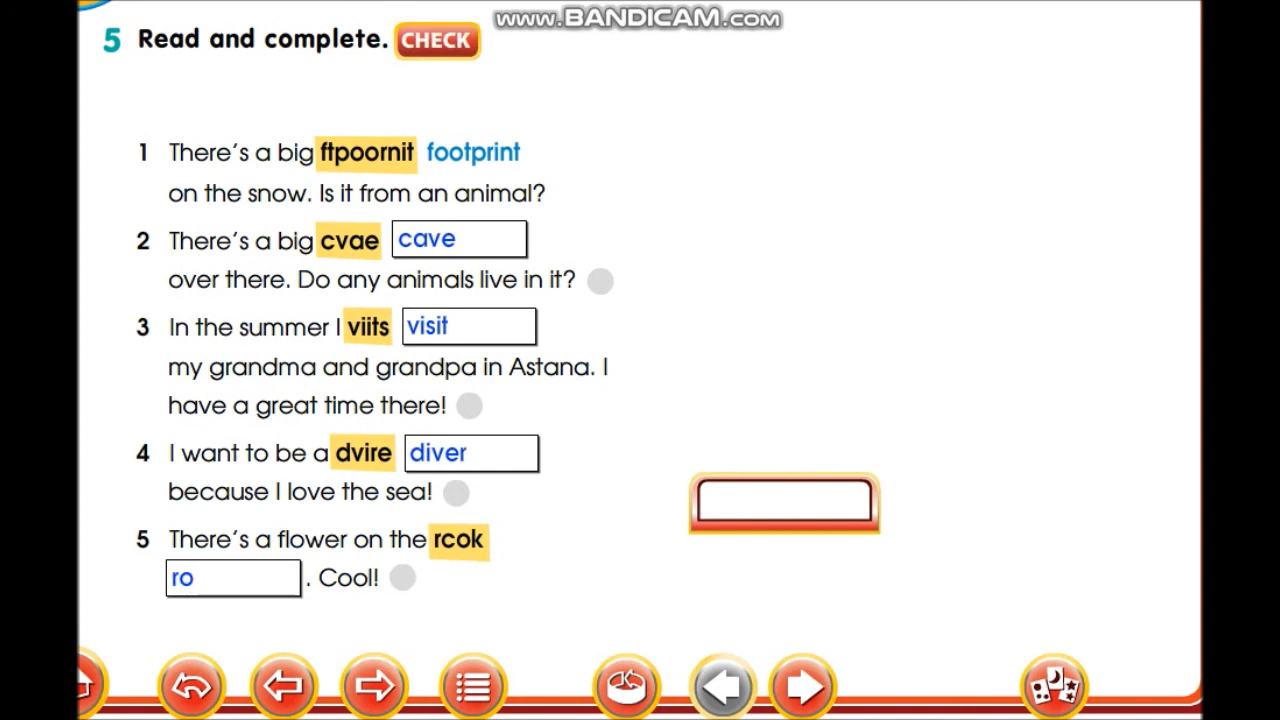 www.BANDICAM.com
5 Read and complete. CHECK
1 There's a big ftpoornit footprint
on the snow. Is it from an animal?
2 There's a big cvae cave
over there. Do any animals live in it?
3 In the summer I viits visit
my grandma and grandpa in Astana. I
have a great time there!
4 I want to be a dvire diver
because I love the sea!
5 There's a flower on the rcok
ro . Cool!